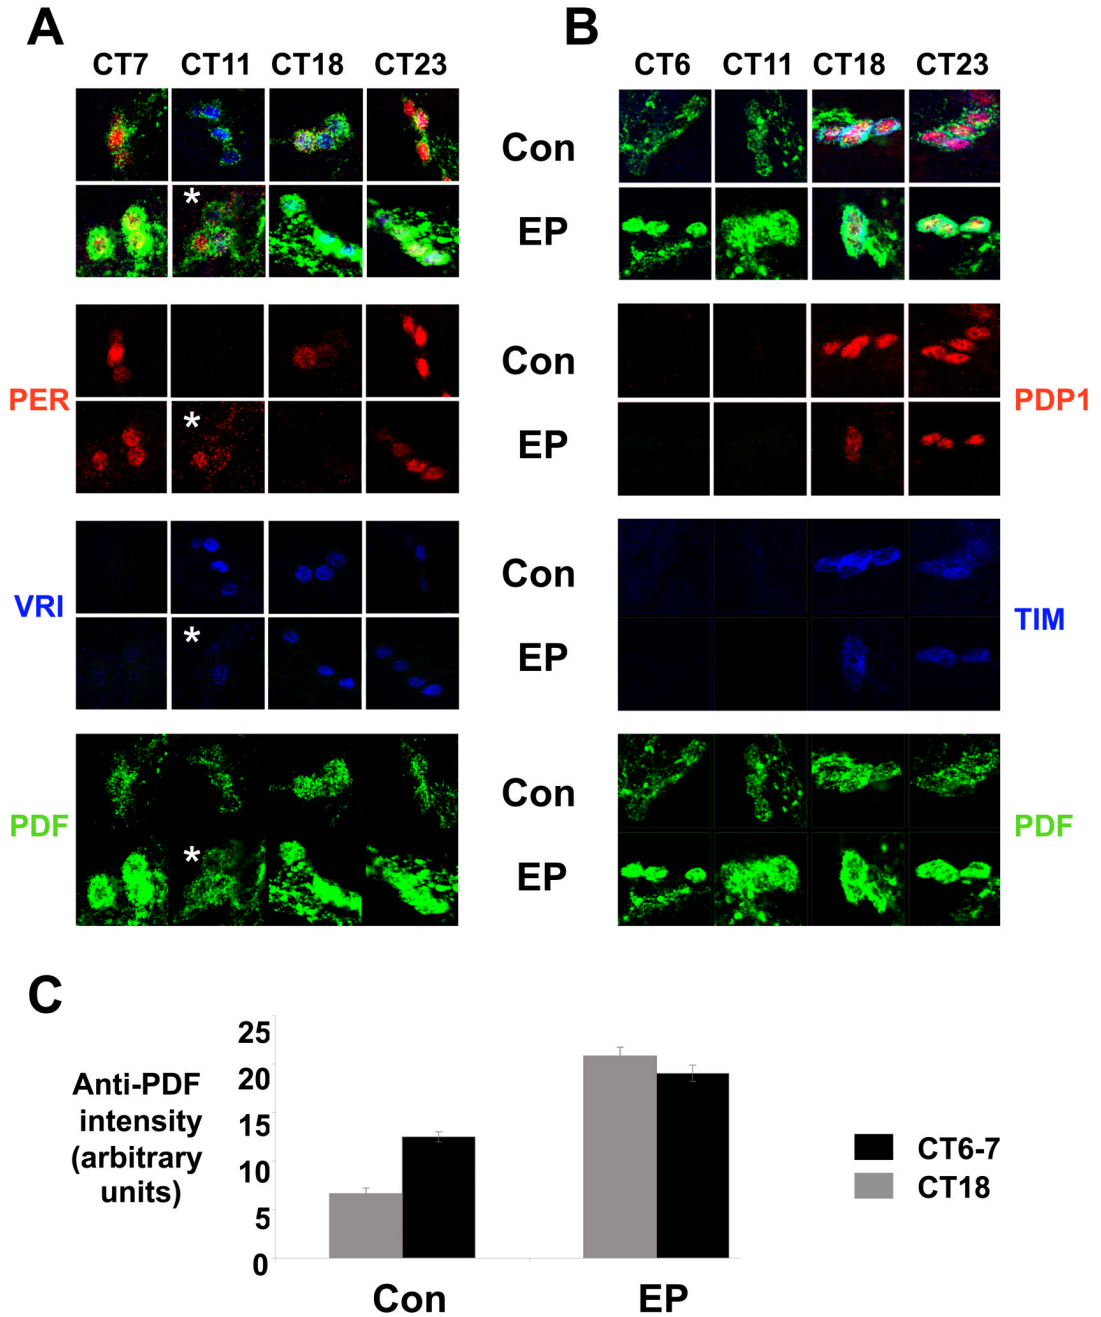 A
CT7 CT11 CT18 CT23
Con
*
EP
Con
PER
*
EP
Con
VRI
*
EP
Con
PDF
*
EP
B
CT6 CT11 CT18 CT23
PDP1
TIM
PDF
C
Anti-PDF
intensity
(arbitrary
units)
25
20
15
10
5
0
Con EP
CT6-7
CT18